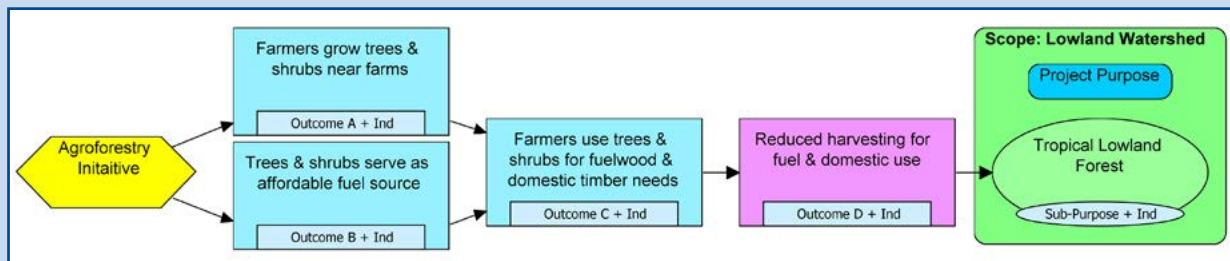 Agroforestry
Initaitive
Farmers grow trees &
shrubs near farms
Outcome A + Ind
Trees & shrubs serve as
affordable fuel source
Outcome B + Ind
Farmers use trees &
shrubs for fuelwood &
domestic timber needs
Outcome C + Ind
Reduced harvesting for
fuel & domestic use
Outcome D + Ind
Scope: Lowland Watershed
Project Purpose
Tropical Lowland
Forest
Sub-Purpose + Ind